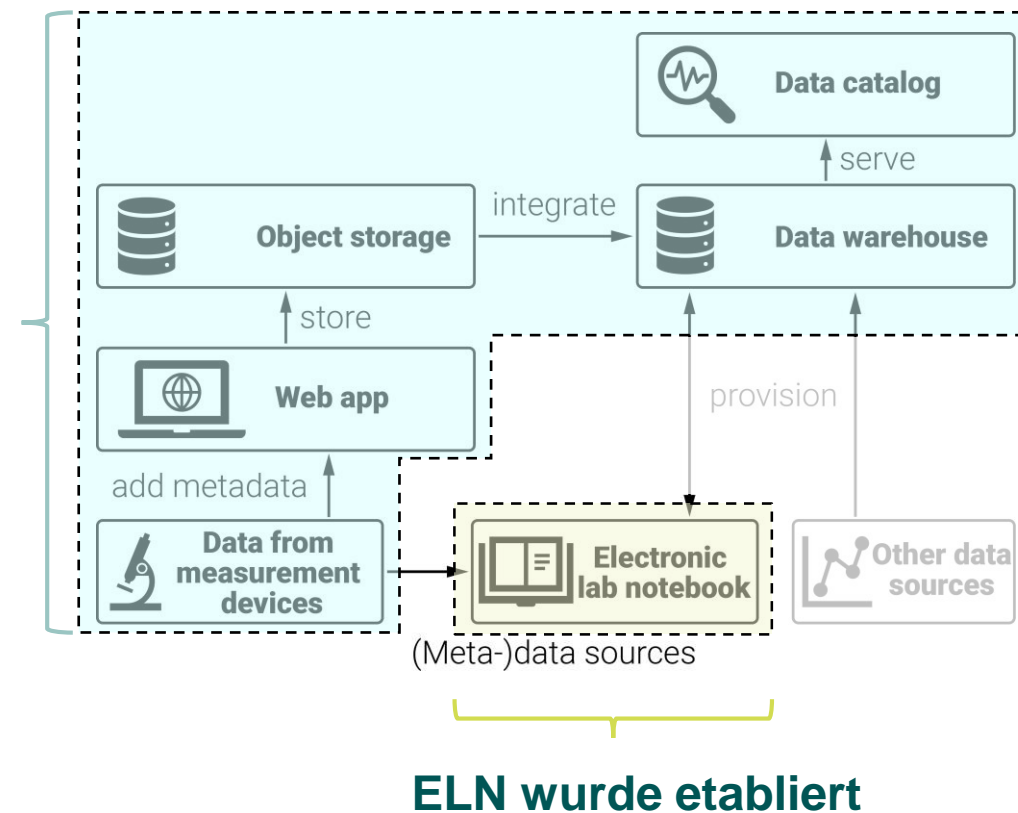 Data catalog
serve
integrate
Object storage
Data warehouse
store
Web app
provision
add metadata
Data from
measurement
devices
Electronic
lab notebook
Other data
sources
(Meta-)data sources
ELN wurde etabliert